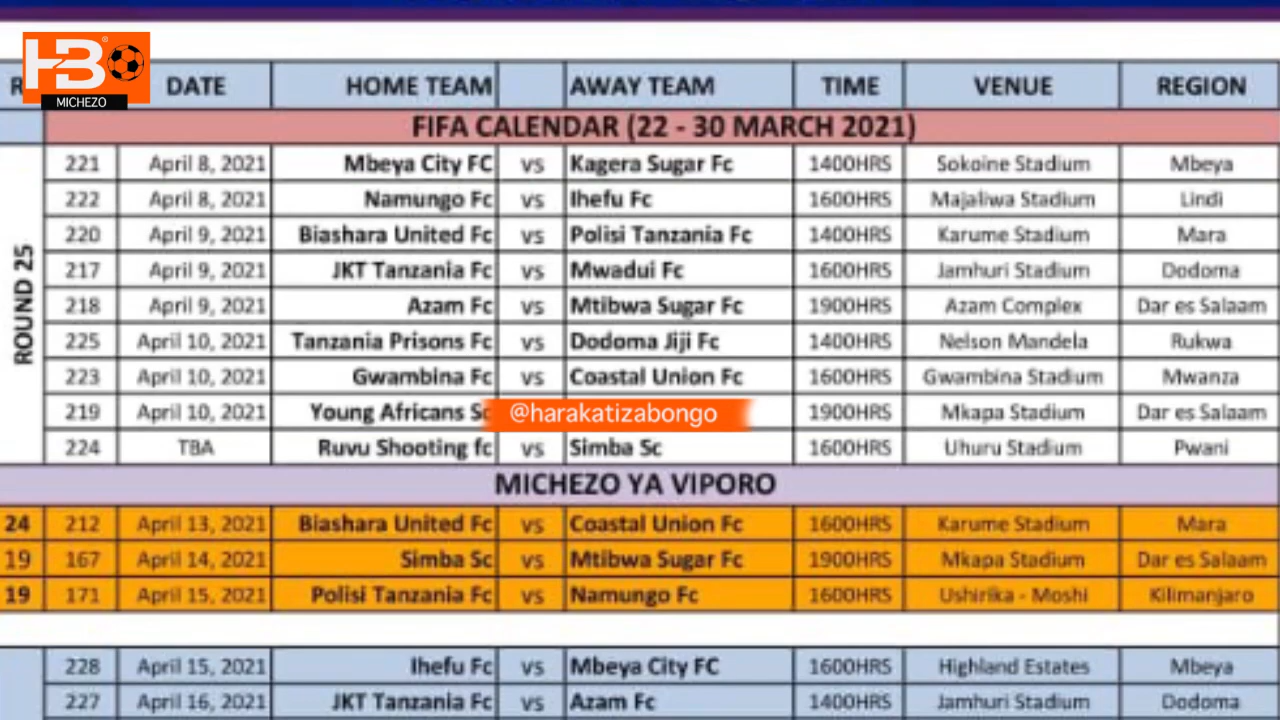 HB®
MICHEZO
R DATE HOME TEAM AWAY TEAM TIME VENUE REGION
FIFA CALENDAR (22 - 30 MARCH 2021)
ROUND 25
221 April 8, 2021 Mbeya City FC vs Kagera Sugar Fc 1400HRS Sokoine Stadium Mbeya
222 April 8, 2021 Namungo Fc vs Ihefu Fc 1600HRS Majaliwa Stadium Lindi
220 April 9, 2021 Biashara United Fc vs Polisi Tanzania Fc 1400HRS Karume Stadium Mara
217 April 9, 2021 JKT Tanzania Fc vs Mwadui Fc 1600HRS Jamhuri Stadium Dodoma
218 April 9, 2021 Azam Fc vs Mtibwa Sugar Fc 1900HRS Azam Complex Dar es Salaam
225 April 10, 2021 Tanzania Prisons Fc vs Dodoma Jiji Fc 1400HRS Nelson Mandela Rukwa
223 April 10, 2021 Gwambina Fc vs Coastal Union Fc 1600HRS Gwambina Stadium Mwanza
219 April 10, 2021 Young Africans Sc @harakatizabongo 1900HRS Mkapa Stadium Dar es Salaam
224 TBA Ruvu Shooting fc vs Simba Sc 1600HRS Uhuru Stadium Pwani
MICHEZO YA VIPORO
24 212 April 13, 2021 Biashara United Fc vs Coastal Union Fc 1600HRS Karume Stadium Mara
19 167 April 14, 2021 Simba Sc vs Mtibwa Sugar Fc 1900HRS Mkapa Stadium Dar es Salaam
19 171 April 15, 2021 Polisi Tanzania Fc vs Namungo Fc 1600HRS Ushirika - Moshi Kilimanjaro
228 April 15, 2021 Ihefu Fc vs Mbeya City FC 1600HRS Highland Estates Mbeya
227 April 16, 2021 JKT Tanzania Fc vs Azam Fc 1400HRS Jamhuri Stadium Dodoma